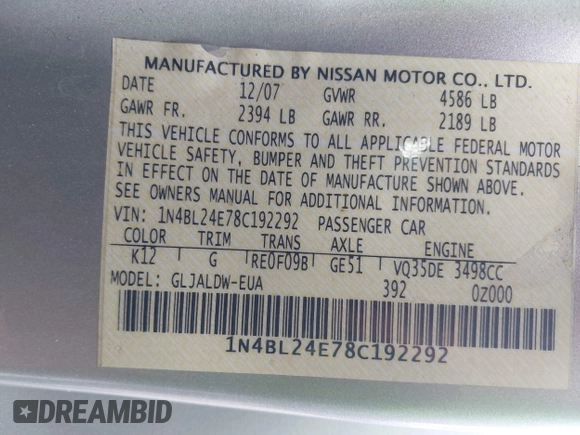 MANUFACTURED BY NISSAN MOTOR CO., LTD.
DATE 12/07 GVWR 4586 LB
GAWR FR. 2394 LB GAWR RR. 2189 LB
THIS VEHICLE CONFORMS TO ALL APPLICABLE FEDERAL MOTOR
VEHICLE SAFETY, BUMPER AND THEFT PREVENTION STANDARDS
IN EFFECT ON THE DATE OF MANUFACTURE SHOWN ABOVE.
SEE OWNERS MANUAL FOR ADDITIONAL INFORMATION.
VIN: 1N4BL24E78C192292 PASSENGER CAR
COLOR TRIM TRANS AXLE ENGINE
K12 G RE0F09B GE51 VQ35DE 3498CC
MODEL: GLJALDW-EUA 392 0Z000
1N4BL24E78C192292
DREAMBID